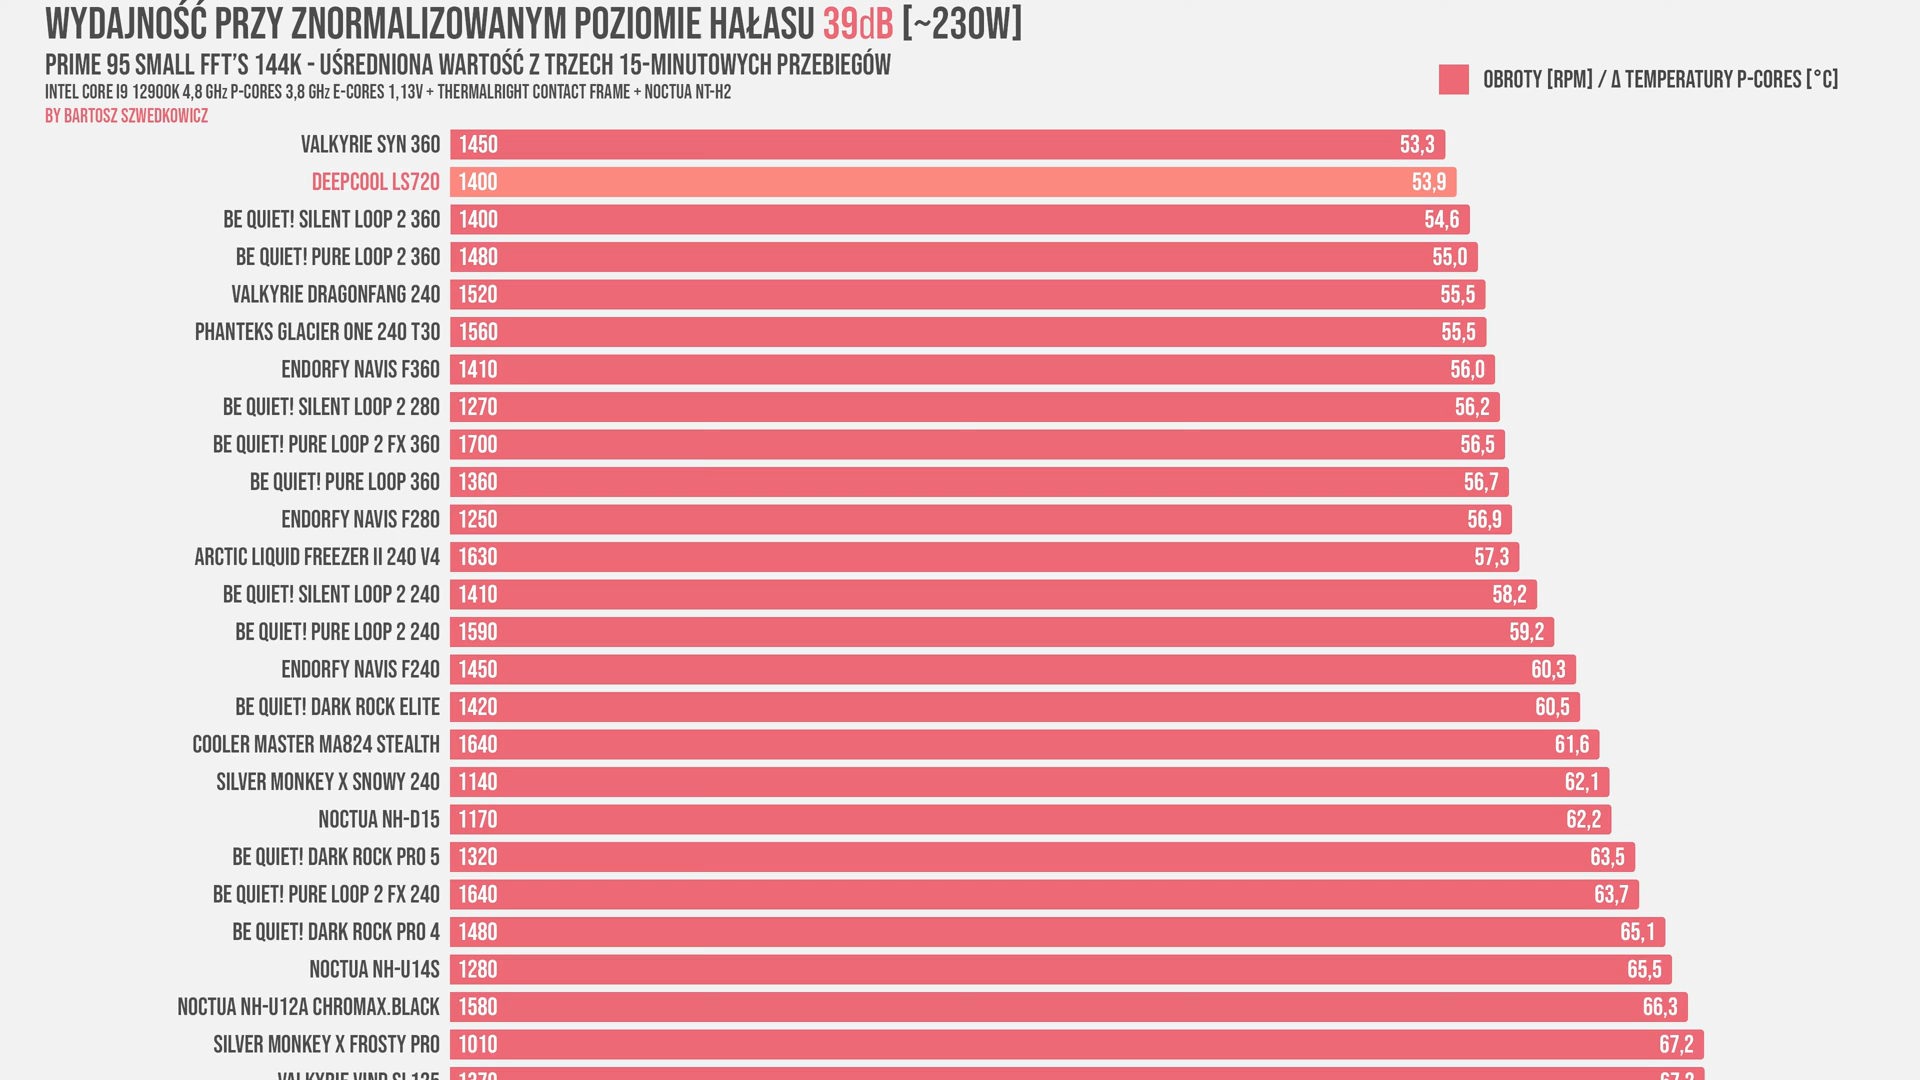 WYDAJNOŚĆ PRZY ZNORMALIZOWANYM POZIOMIE HAŁASU 39dB [~230W]
PRIME 95 SMALL FFT'S 144K - UŚREDNIONA WARTOŚĆ Z TRZECH 15-MINUTOWYCH PRZEBIEGÓW
INTEL CORE I9 12900K 4,8 GHz P-CORES 3,8 GHz E-CORES 1,13V + THERMALRIGHT CONTACT FRAME + NOCTUA NT-H2
BY BARTOSZ SZWEDKOWICZ
OBROTY [RPM] / Δ TEMPERATURY P-CORES [°C]
VALKYRIE SYN 360 1450 53,3
DEEPCOOL LS720 1400 53,9
BE QUIET! SILENT LOOP 2 360 1400 54,6
BE QUIET! PURE LOOP 2 360 1480 55,0
VALKYRIE DRAGONFANG 240 1520 55,5
PHANTEKS GLACIER ONE 240 T30 1560 55,5
ENDORFY NAVIS F360 1410 56,0
BE QUIET! SILENT LOOP 2 280 1270 56,2
BE QUIET! PURE LOOP 2 FX 360 1700 56,5
BE QUIET! PURE LOOP 360 1360 56,7
ENDORFY NAVIS F280 1250 56,9
ARCTIC LIQUID FREEZER II 240 V4 1630 57,3
BE QUIET! SILENT LOOP 2 240 1410 58,2
BE QUIET! PURE LOOP 2 240 1590 59,2
ENDORFY NAVIS F240 1450 60,3
BE QUIET! DARK ROCK ELITE 1420 60,5
COOLER MASTER MA824 STEALTH 1640 61,6
SILVER MONKEY X SNOWY 240 1140 62,1
NOCTUA NH-D15 1170 62,2
BE QUIET! DARK ROCK PRO 5 1320 63,5
BE QUIET! PURE LOOP 2 FX 240 1640 63,7
BE QUIET! DARK ROCK PRO 4 1480 65,1
NOCTUA NH-U14S 1280 65,5
NOCTUA NH-U12A CHROMAX.BLACK 1580 66,3
SILVER MONKEY X FROSTY PRO 1010 67,2
VALKYRIE VIND SL125